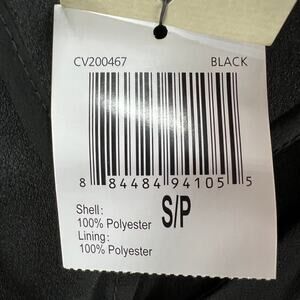 CV200467 BLACK
8 84484 94105 5
Shell: S/P
100% Polyester
Lining:
100% Polyester